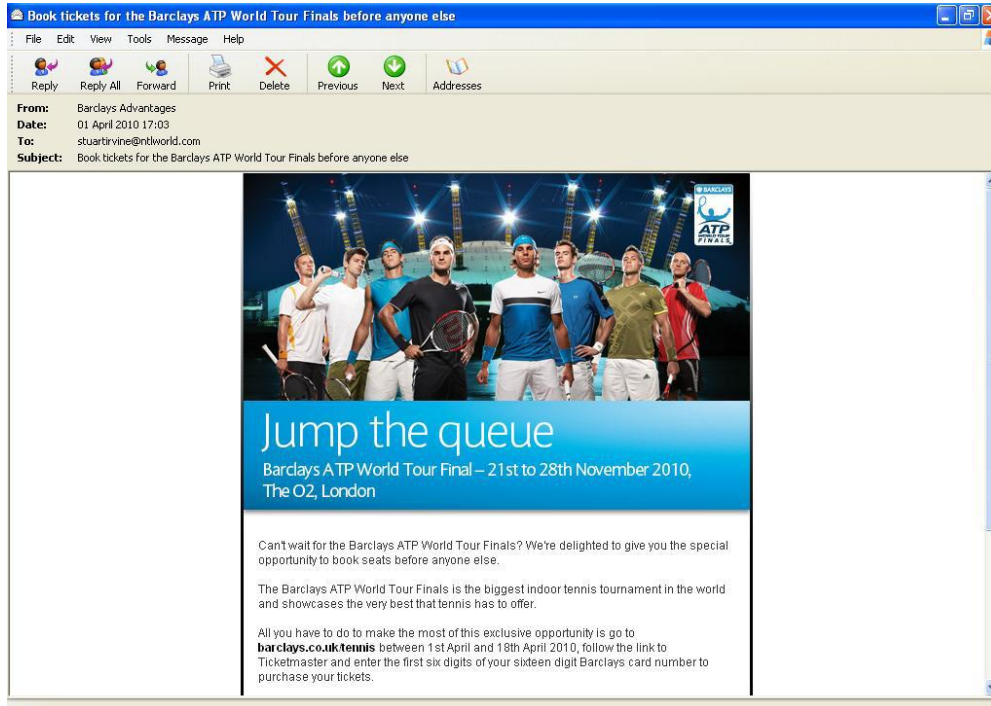 Book tickets for the Barclays ATP World Tour Finals before anyone else
File Edit View Tools Message Help
Reply Reply All Forward Print Delete Previous Next Addresses
From: Barclays Advantages
Date: 01 April 2010 17:03
To: stuartirvine@ntlworld.com
Subject: Book tickets for the Barclays ATP World Tour Finals before anyone else
BARCLAYS
ATP
WORLD TOUR
FINALS
Jump the queue
Barclays ATP World Tour Final – 21st to 28th November 2010,
The O2, London
Can't wait for the Barclays ATP World Tour Finals? We're delighted to give you the special
opportunity to book seats before anyone else.
The Barclays ATP World Tour Finals is the biggest indoor tennis tournament in the world
and showcases the very best that tennis has to offer.
All you have to do to make the most of this exclusive opportunity is go to
barclays.co.uk/tennis between 1st April and 18th April 2010, follow the link to
Ticketmaster and enter the first six digits of your sixteen digit Barclays card number to
purchase your tickets.